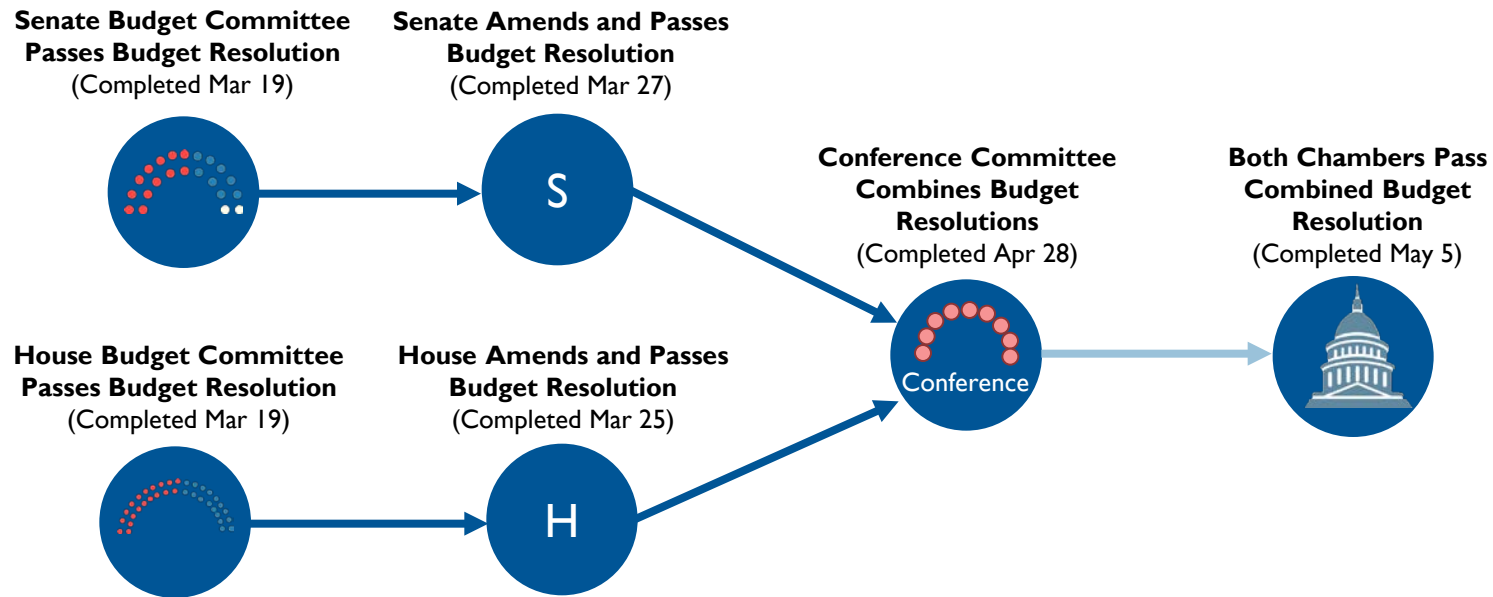 Senate Budget Committee
Passes Budget Resolution
(Completed Mar 19)
Senate Amends and Passes
Budget Resolution
(Completed Mar 27)
S
House Budget Committee
Passes Budget Resolution
(Completed Mar 19)
House Amends and Passes
Budget Resolution
(Completed Mar 25)
H
Conference Committee
Combines Budget
Resolutions
(Completed Apr 28)
Conference
Both Chambers Pass
Combined Budget
Resolution
(Completed May 5)